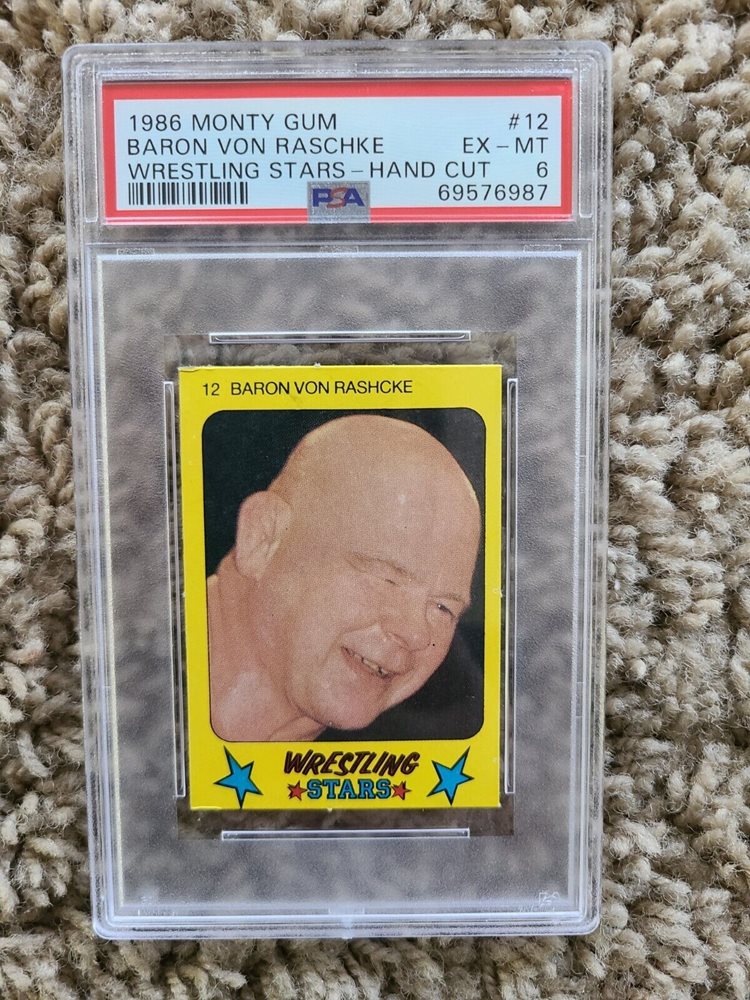 1986 MONTY GUM #12
BARON VON RASCHKE EX-MT
WRESTLING STARS-HAND CUT 6
PSA 69576987
12 BARON VON RASHCKE
WRESTLING
STARS